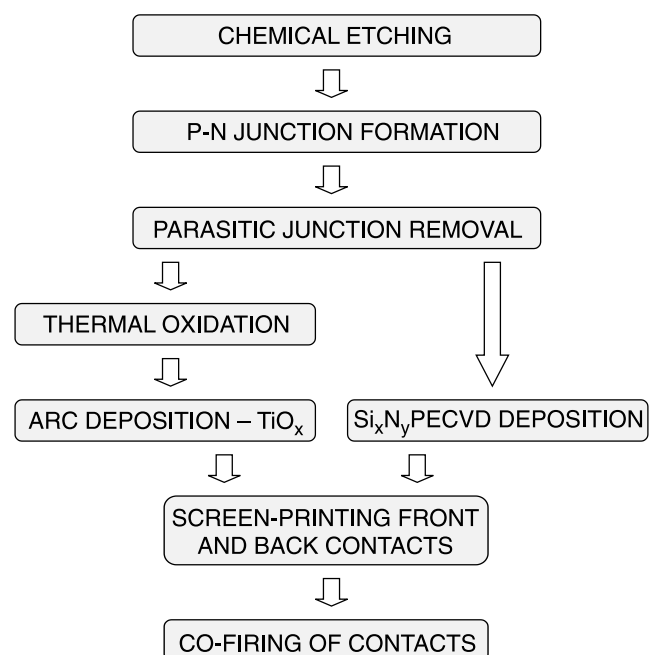 CHEMICAL ETCHING
P-N JUNCTION FORMATION
PARASITIC JUNCTION REMOVAL
THERMAL OXIDATION
ARC DEPOSITION – TiOₓ
SiₓNᵧPECVD DEPOSITION
SCREEN-PRINTING FRONT
AND BACK CONTACTS
CO-FIRING OF CONTACTS